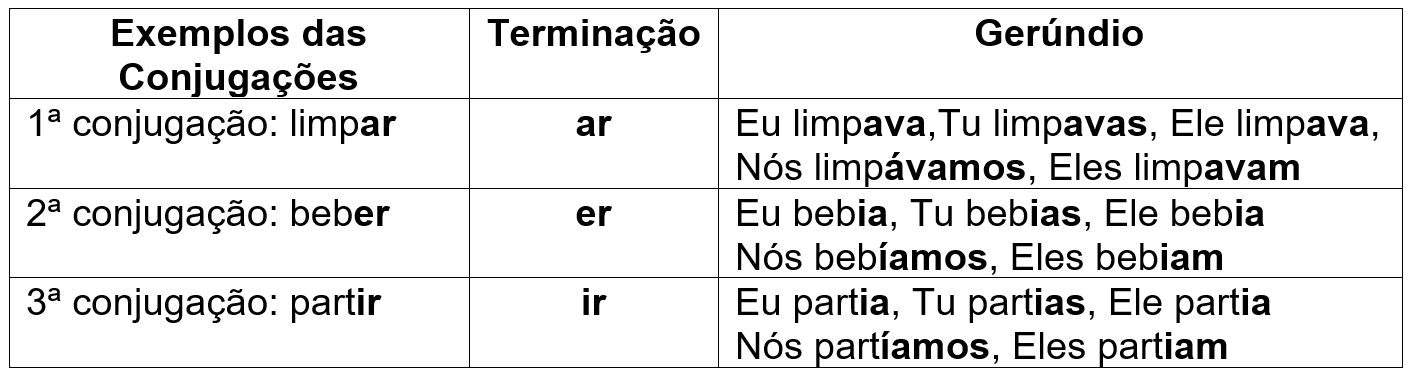 Exemplos das Conjugações
Terminação
Gerúndio
1ª conjugação: limpar
ar
Eu limpava,Tu limpavas, Ele limpava,
Nós limpávamos, Eles limpavam
2ª conjugação: beber
er
Eu bebia, Tu bebias, Ele bebia
Nós bebíamos, Eles bebiam
3ª conjugação: partir
ir
Eu partia, Tu partias, Ele partia
Nós partíamos, Eles partiam